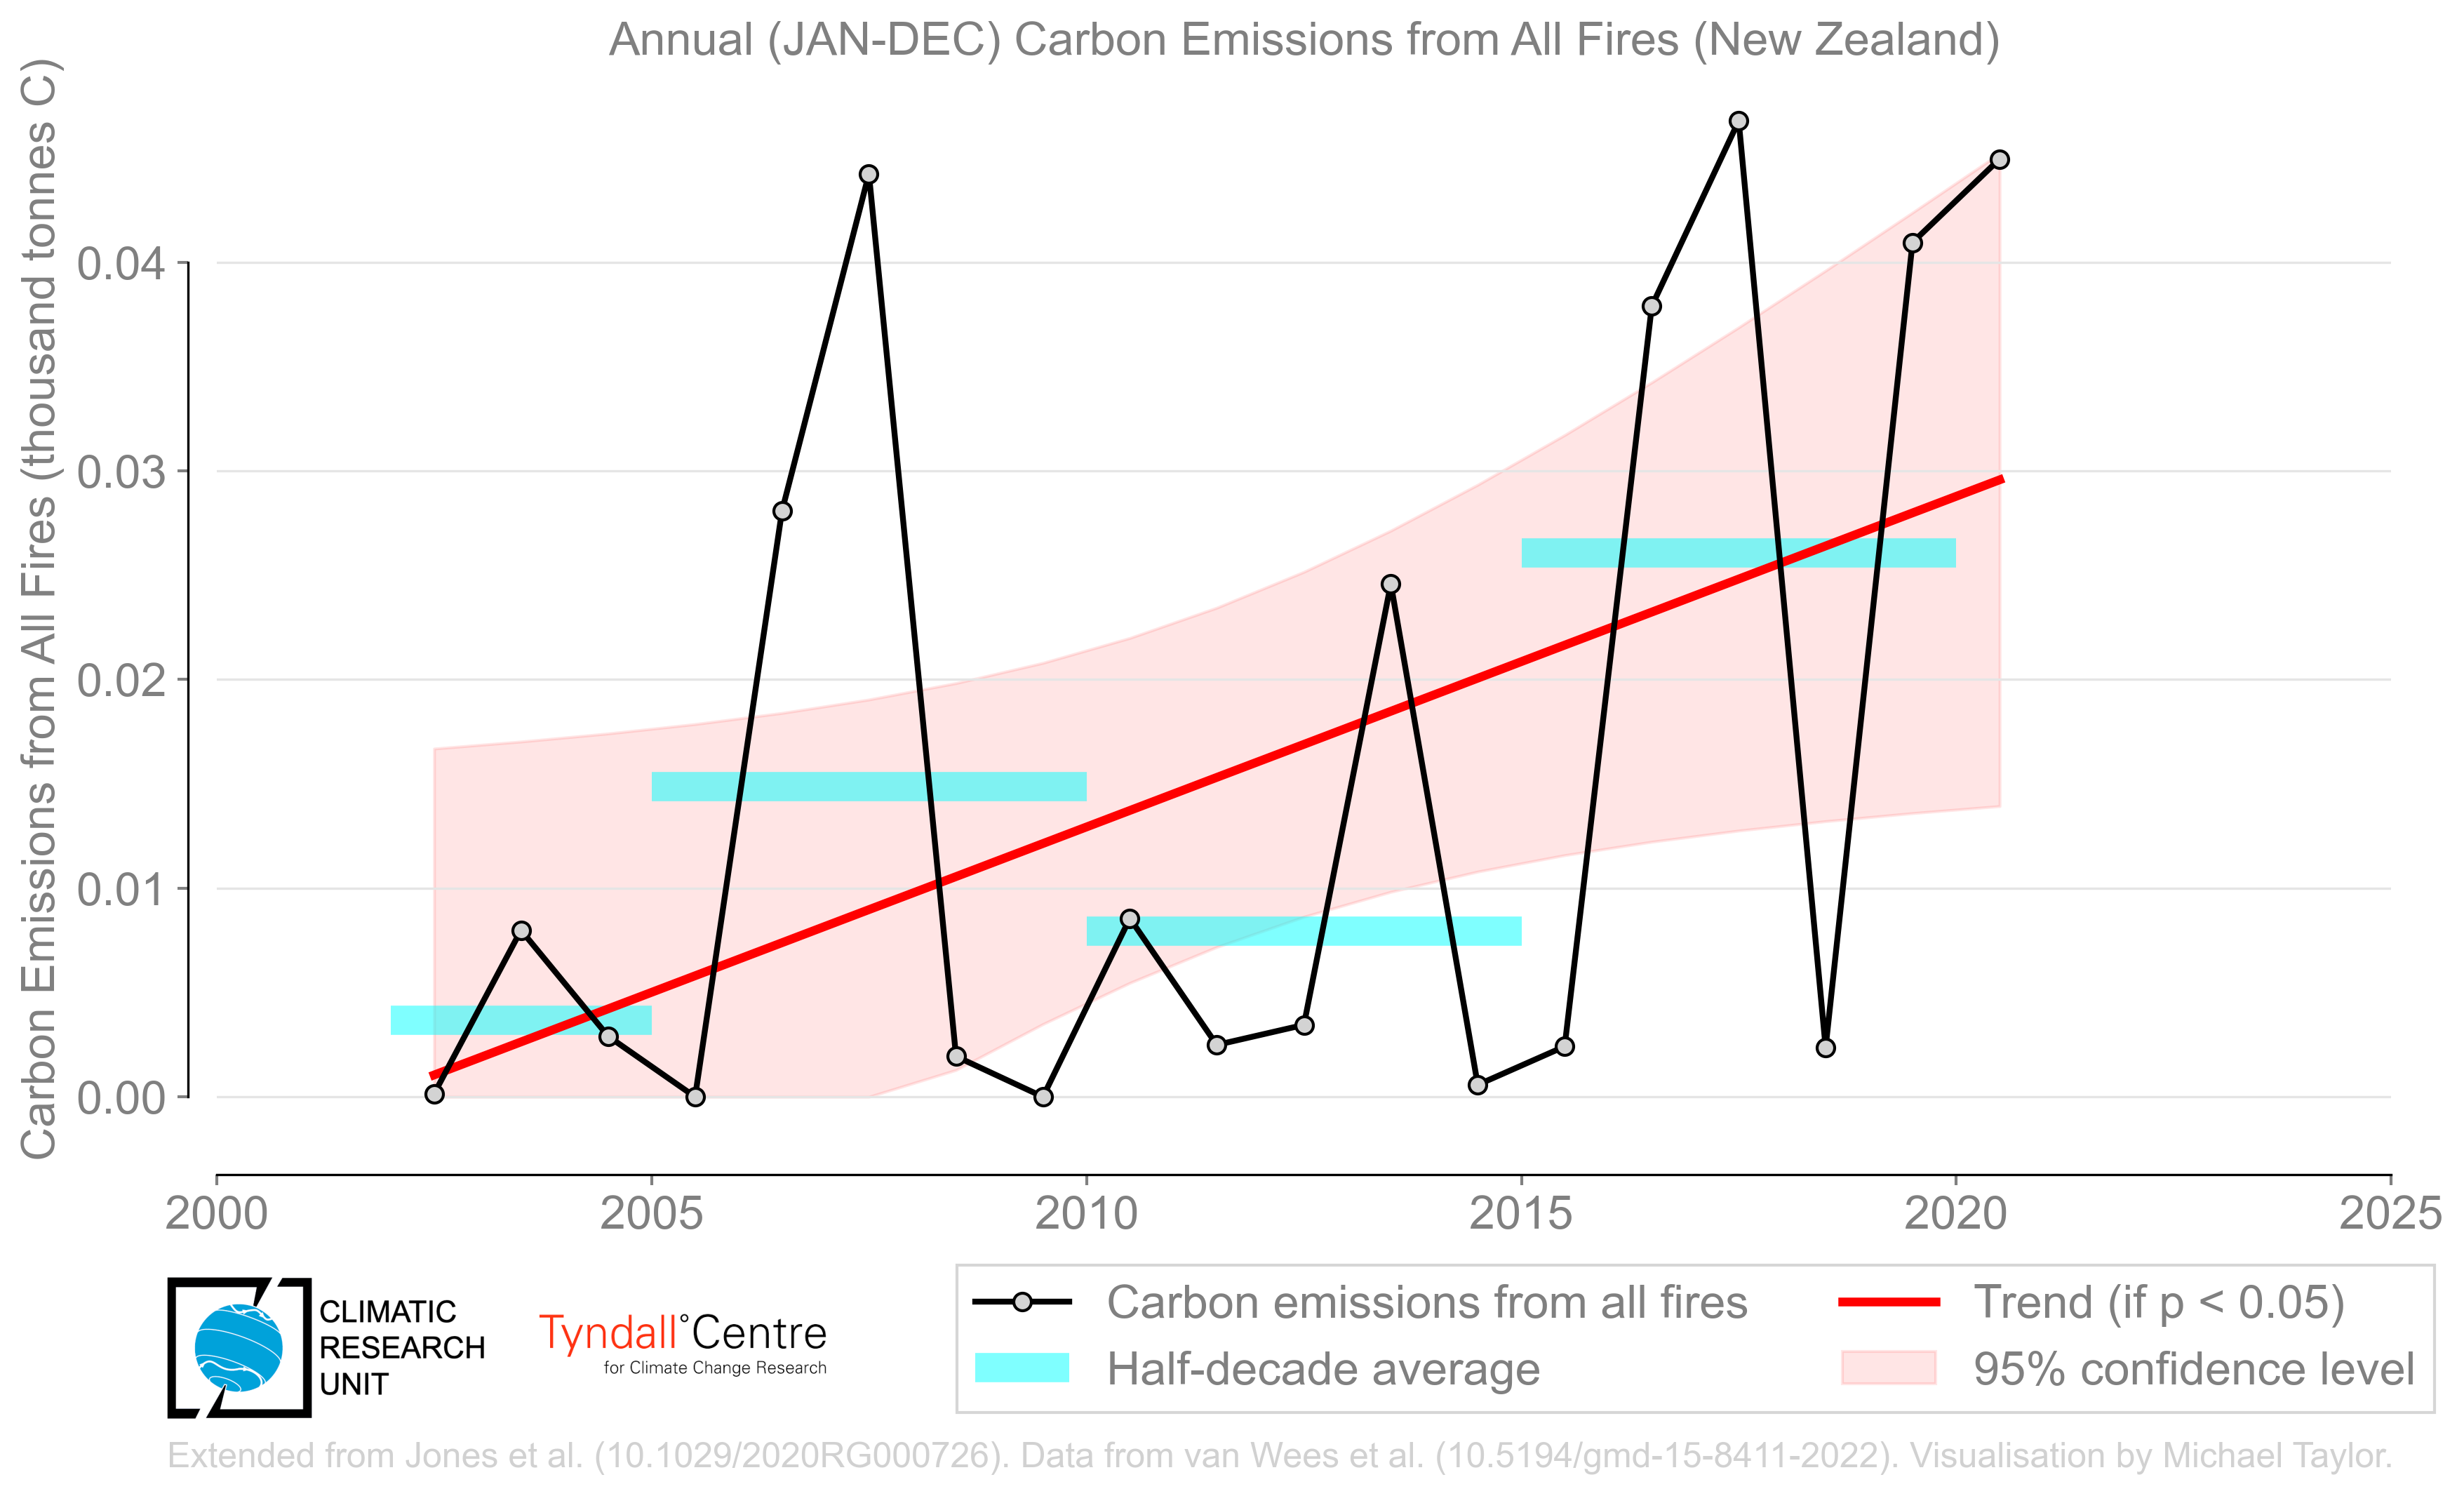 Annual (JAN-DEC) Carbon Emissions from All Fires (New Zealand)
Carbon Emissions from All Fires (thousand tonnes C)
0.04
0.03
0.02
0.01
0.00
2000 2005 2010 2015 2020 2025
CLIMATIC
RESEARCH
UNIT
Tyndall°Centre
for Climate Change Research
Carbon emissions from all fires
Half-decade average
Trend (if p < 0.05)
95% confidence level
Extended from Jones et al. (10.1029/2020RG000726). Data from van Wees et al. (10.5194/gmd-15-8411-2022). Visualisation by Michael Taylor.